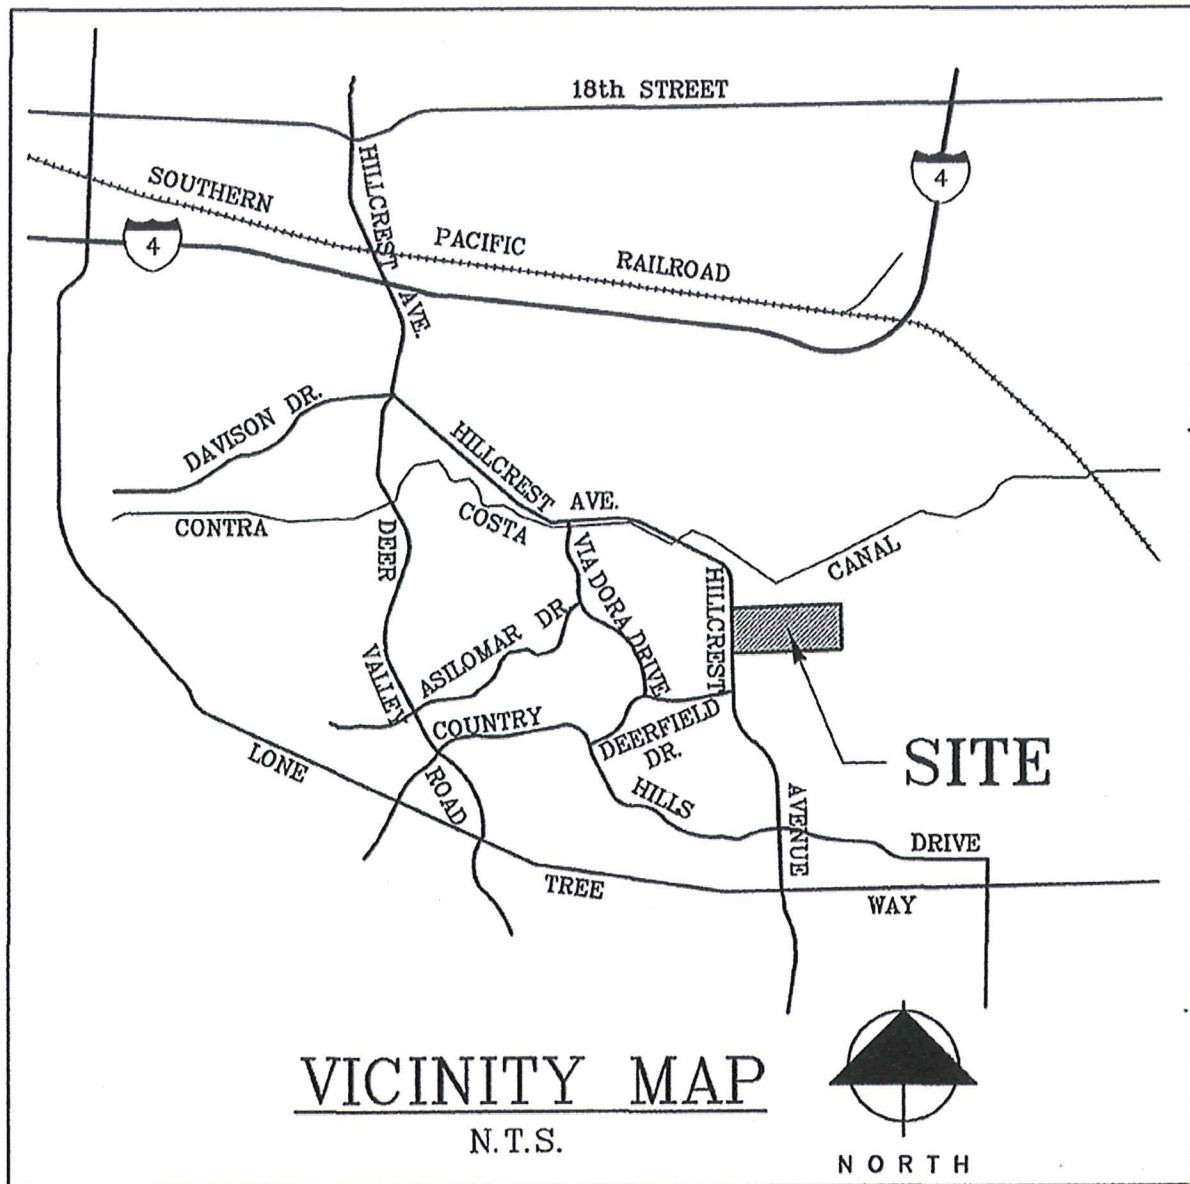 18th STREET
HILLCREST AVE.
4
SOUTHERN PACIFIC RAILROAD
4
DAVISON DR.
HILLCREST AVE.
CONTRA COSTA CANAL
DEER VALLEY ROAD
VIA DORA DRIVE
HILLCREST AVENUE
ASILOMAR DR.
COUNTRY HILLS DRIVE
DEERFIELD
DR.
SITE
LONE TREE WAY
VICINITY MAP
N.T.S.
NORTH